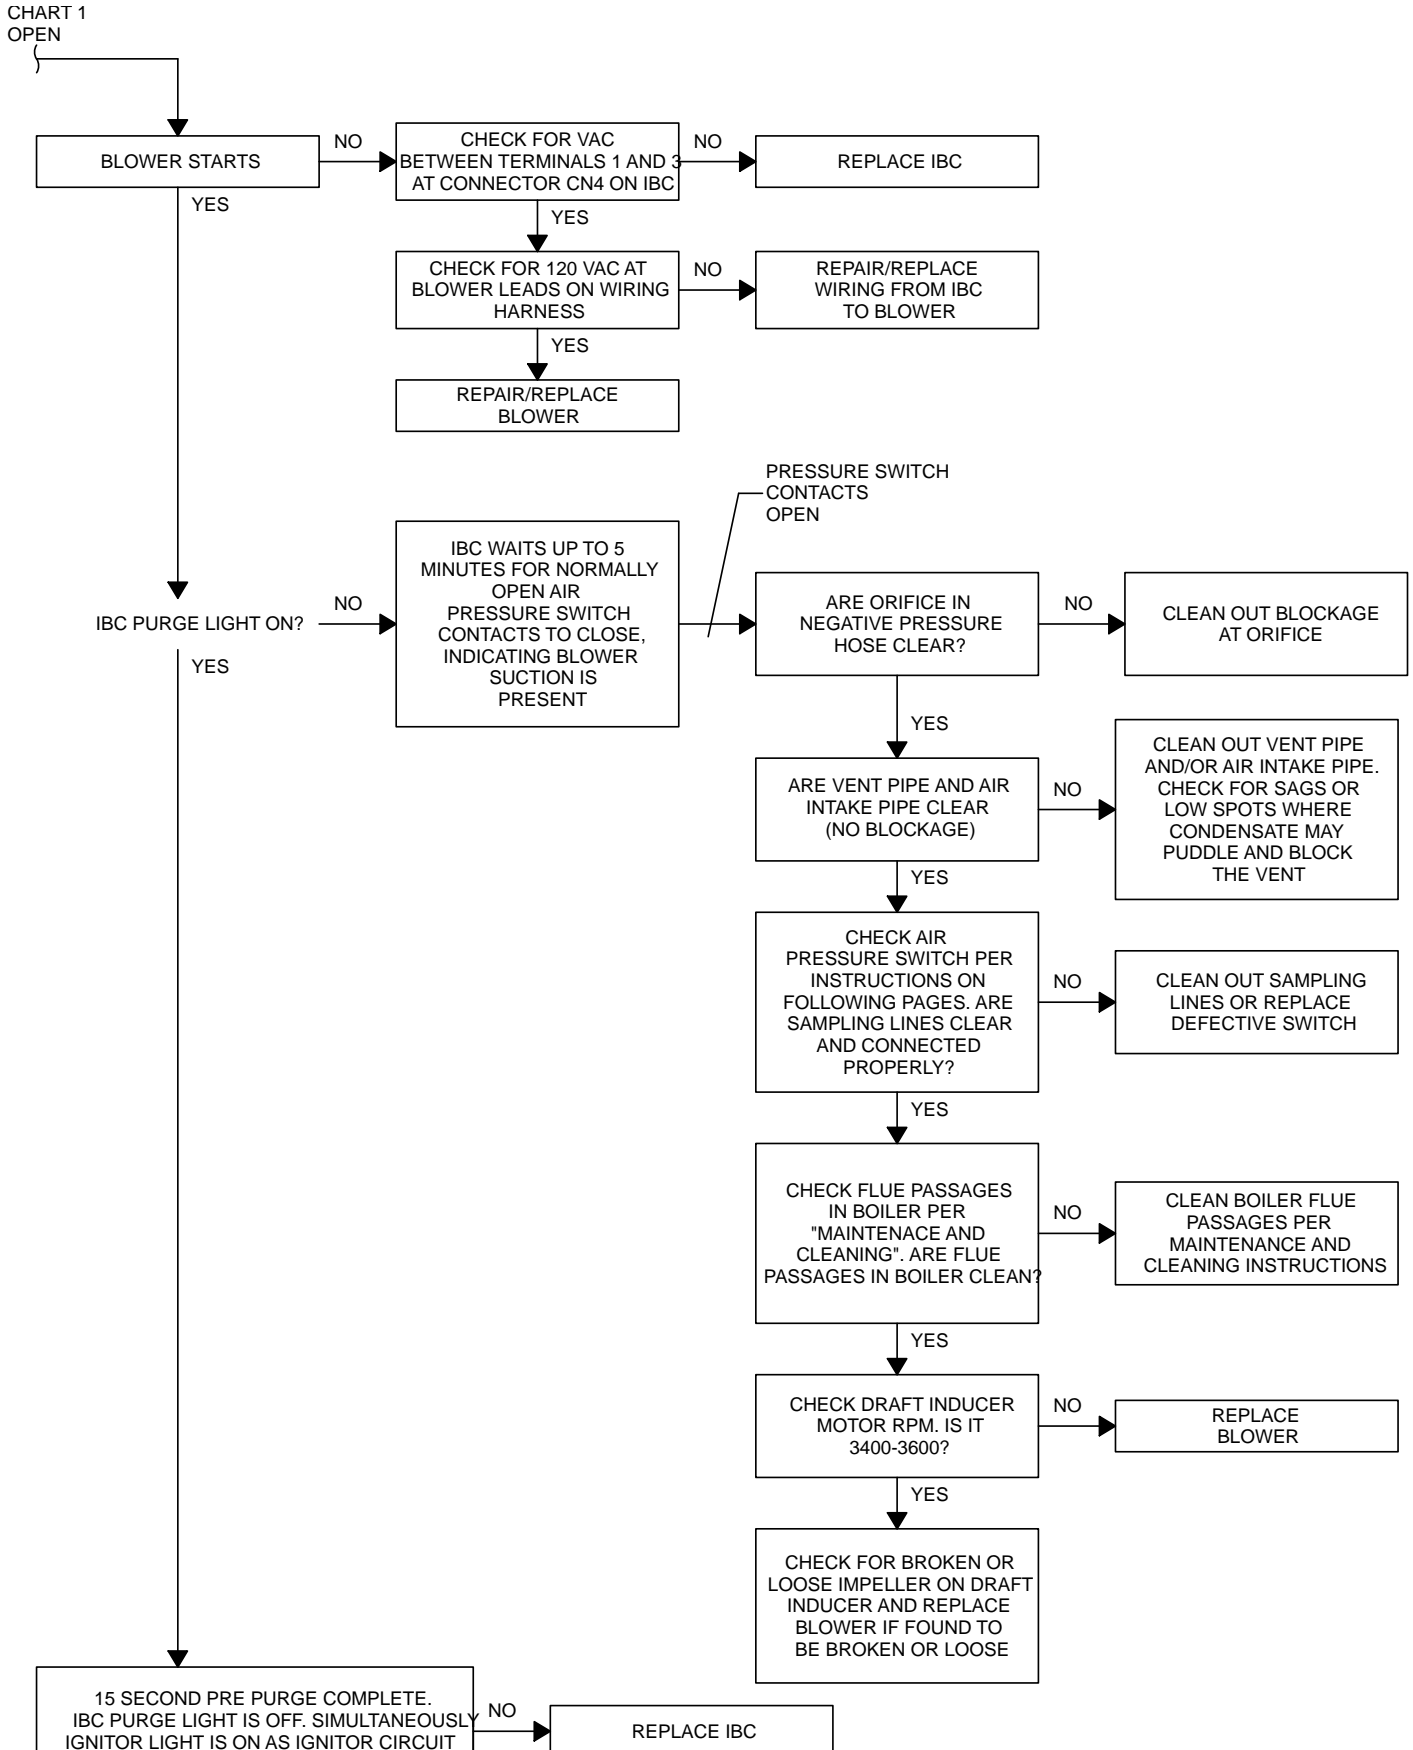 CHART 1
OPEN
BLOWER STARTS
NO
CHECK FOR VAC
BETWEEN TERMINALS 1 AND 3
AT CONNECTOR CN4 ON IBC
NO
REPLACE IBC
YES
YES
CHECK FOR 120 VAC AT
BLOWER LEADS ON WIRING
HARNESS
NO
REPAIR/REPLACE
WIRING FROM IBC
TO BLOWER
YES
REPAIR/REPLACE
BLOWER
PRESSURE SWITCH
CONTACTS
OPEN
IBC PURGE LIGHT ON?
NO
IBC WAITS UP TO 5
MINUTES FOR NORMALLY
OPEN AIR
PRESSURE SWITCH
CONTACTS TO CLOSE,
INDICATING BLOWER
SUCTION IS
PRESENT
ARE ORIFICE IN
NEGATIVE PRESSURE
HOSE CLEAR?
NO
CLEAN OUT BLOCKAGE
AT ORIFICE
YES
YES
ARE VENT PIPE AND AIR
INTAKE PIPE CLEAR
(NO BLOCKAGE)
NO
CLEAN OUT VENT PIPE
AND/OR AIR INTAKE PIPE.
CHECK FOR SAGS OR
LOW SPOTS WHERE
CONDENSATE MAY
PUDDLE AND BLOCK
THE VENT
YES
CHECK AIR
PRESSURE SWITCH PER
INSTRUCTIONS ON
FOLLOWING PAGES. ARE
SAMPLING LINES CLEAR
AND CONNECTED
PROPERLY?
NO
CLEAN OUT SAMPLING
LINES OR REPLACE
DEFECTIVE SWITCH
YES
CHECK FLUE PASSAGES
IN BOILER PER
"MAINTENACE AND
CLEANING". ARE FLUE
PASSAGES IN BOILER CLEAN?
NO
CLEAN BOILER FLUE
PASSAGES PER
MAINTENANCE AND
CLEANING INSTRUCTIONS
YES
CHECK DRAFT INDUCER
MOTOR RPM. IS IT
3400-3600?
NO
REPLACE
BLOWER
YES
CHECK FOR BROKEN OR
LOOSE IMPELLER ON DRAFT
INDUCER AND REPLACE
BLOWER IF FOUND TO
BE BROKEN OR LOOSE
15 SECOND PRE PURGE COMPLETE.
IBC PURGE LIGHT IS OFF. SIMULTANEOUSLY
IGNITOR LIGHT IS ON AS IGNITOR CIRCUIT
NO
REPLACE IBC